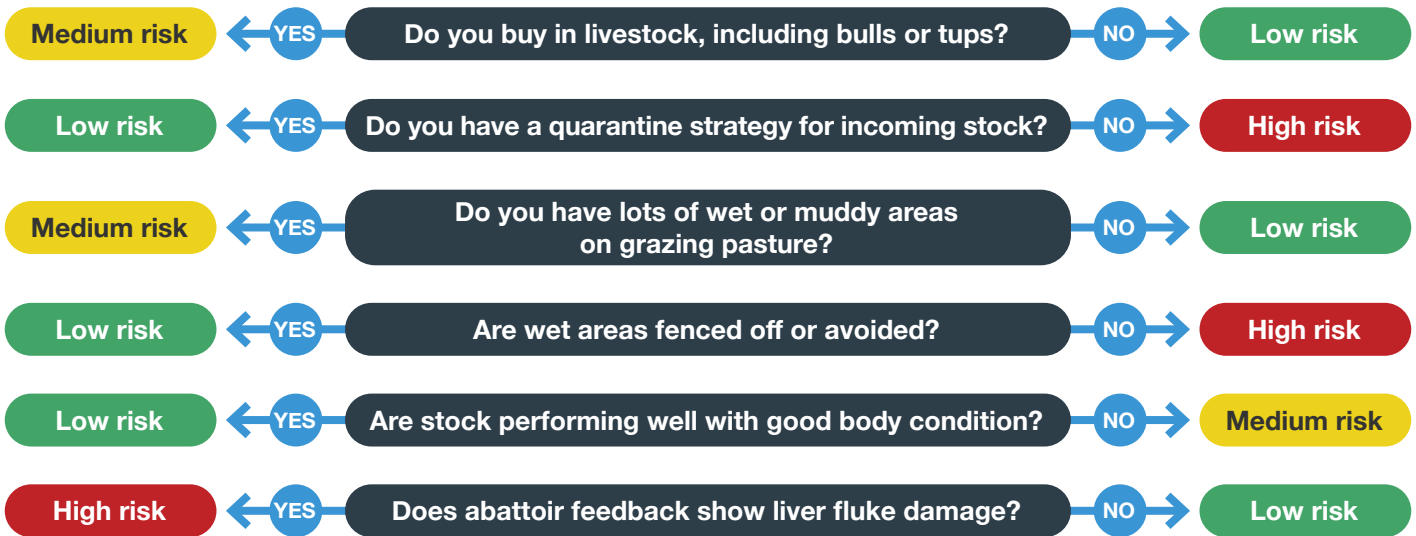 Medium risk YES Do you buy in livestock, including bulls or tups? NO Low risk
Low risk YES Do you have a quarantine strategy for incoming stock? NO High risk
Medium risk YES Do you have lots of wet or muddy areas
on grazing pasture? NO Low risk
Low risk YES Are wet areas fenced off or avoided? NO High risk
Low risk YES Are stock performing well with good body condition? NO Medium risk
High risk YES Does abattoir feedback show liver fluke damage? NO Low risk